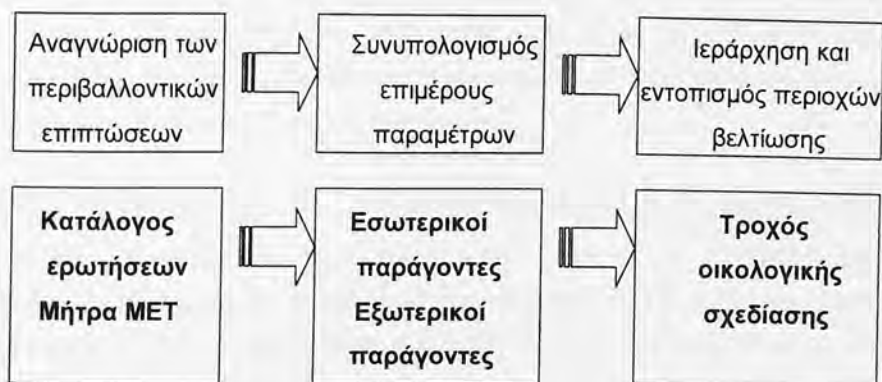 Αναγνώριση των
περιβαλλοντικών
επιπτώσεων
Συνυπολογισμός
επιμέρους
παραμέτρων
Ιεράρχηση και
εντοπισμός περιοχών
βελτίωσης
Κατάλογος
ερωτήσεων
Μήτρα ΜΕΤ
Εσωτερικοί
παράγοντες
Εξωτερικοί
παράγοντες
Τροχός
οικολογικής
σχεδίασης